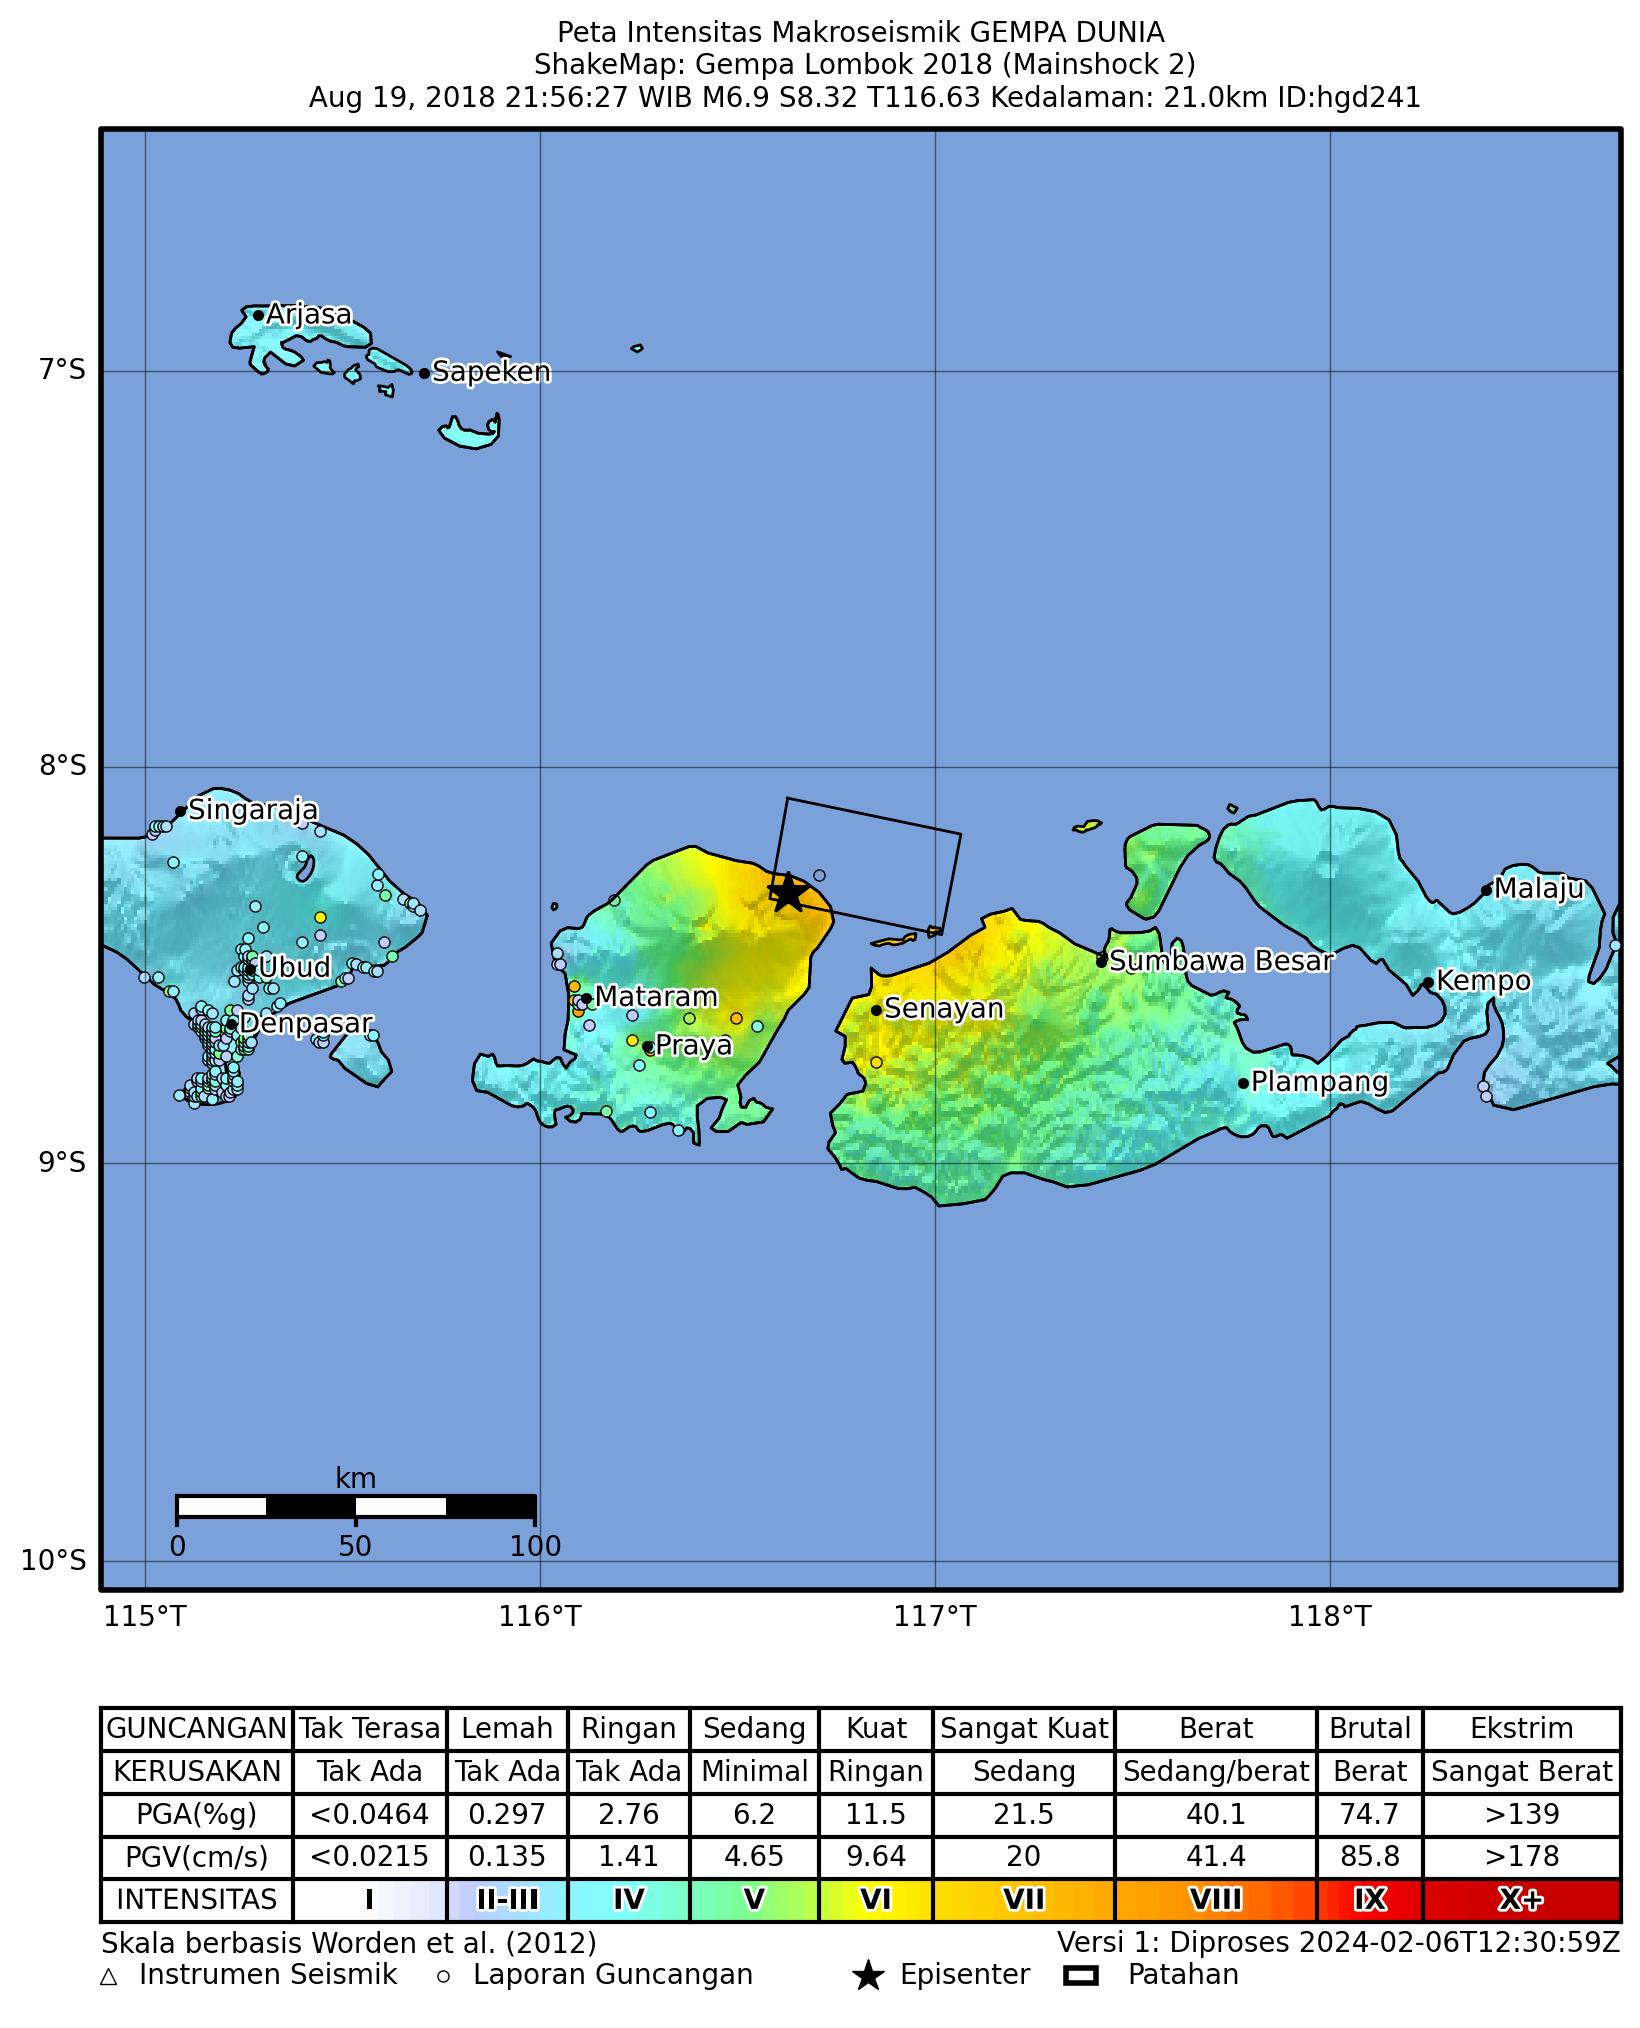 Peta Intensitas Makroseismik GEMPA DUNIA
ShakeMap: Gempa Lombok 2018 (Mainshock 2)
Aug 19, 2018 21:56:27 WIB M6.9 S8.32 T116.63 Kedalaman: 21.0km ID:hgd241
Arjasa
7°S
Sapeken
8°S
Singaraja
Malaju
Ubud
Sumbawa Besar
Kempo
Mataram
Senayan
Denpasar
Praya
Plampang
9°S
km
0 50 100
10°S
115°T 116°T 117°T 118°T
GUNCANGAN Tak Terasa Lemah Ringan Sedang Kuat Sangat Kuat Berat Brutal Ekstrim
KERUSAKAN Tak Ada Tak Ada Tak Ada Minimal Ringan Sedang Sedang/berat Berat Sangat Berat
PGA(%g) <0.0464 0.297 2.76 6.2 11.5 21.5 40.1 74.7 >139
PGV(cm/s) <0.0215 0.135 1.41 4.65 9.64 20 41.4 85.8 >178
INTENSITAS I II-III IV V VI VII VIII IX X+
Skala berbasis Worden et al. (2012) Versi 1: Diproses 2024-02-06T12:30:59Z
Instrumen Seismik Laporan Guncangan Episenter Patahan